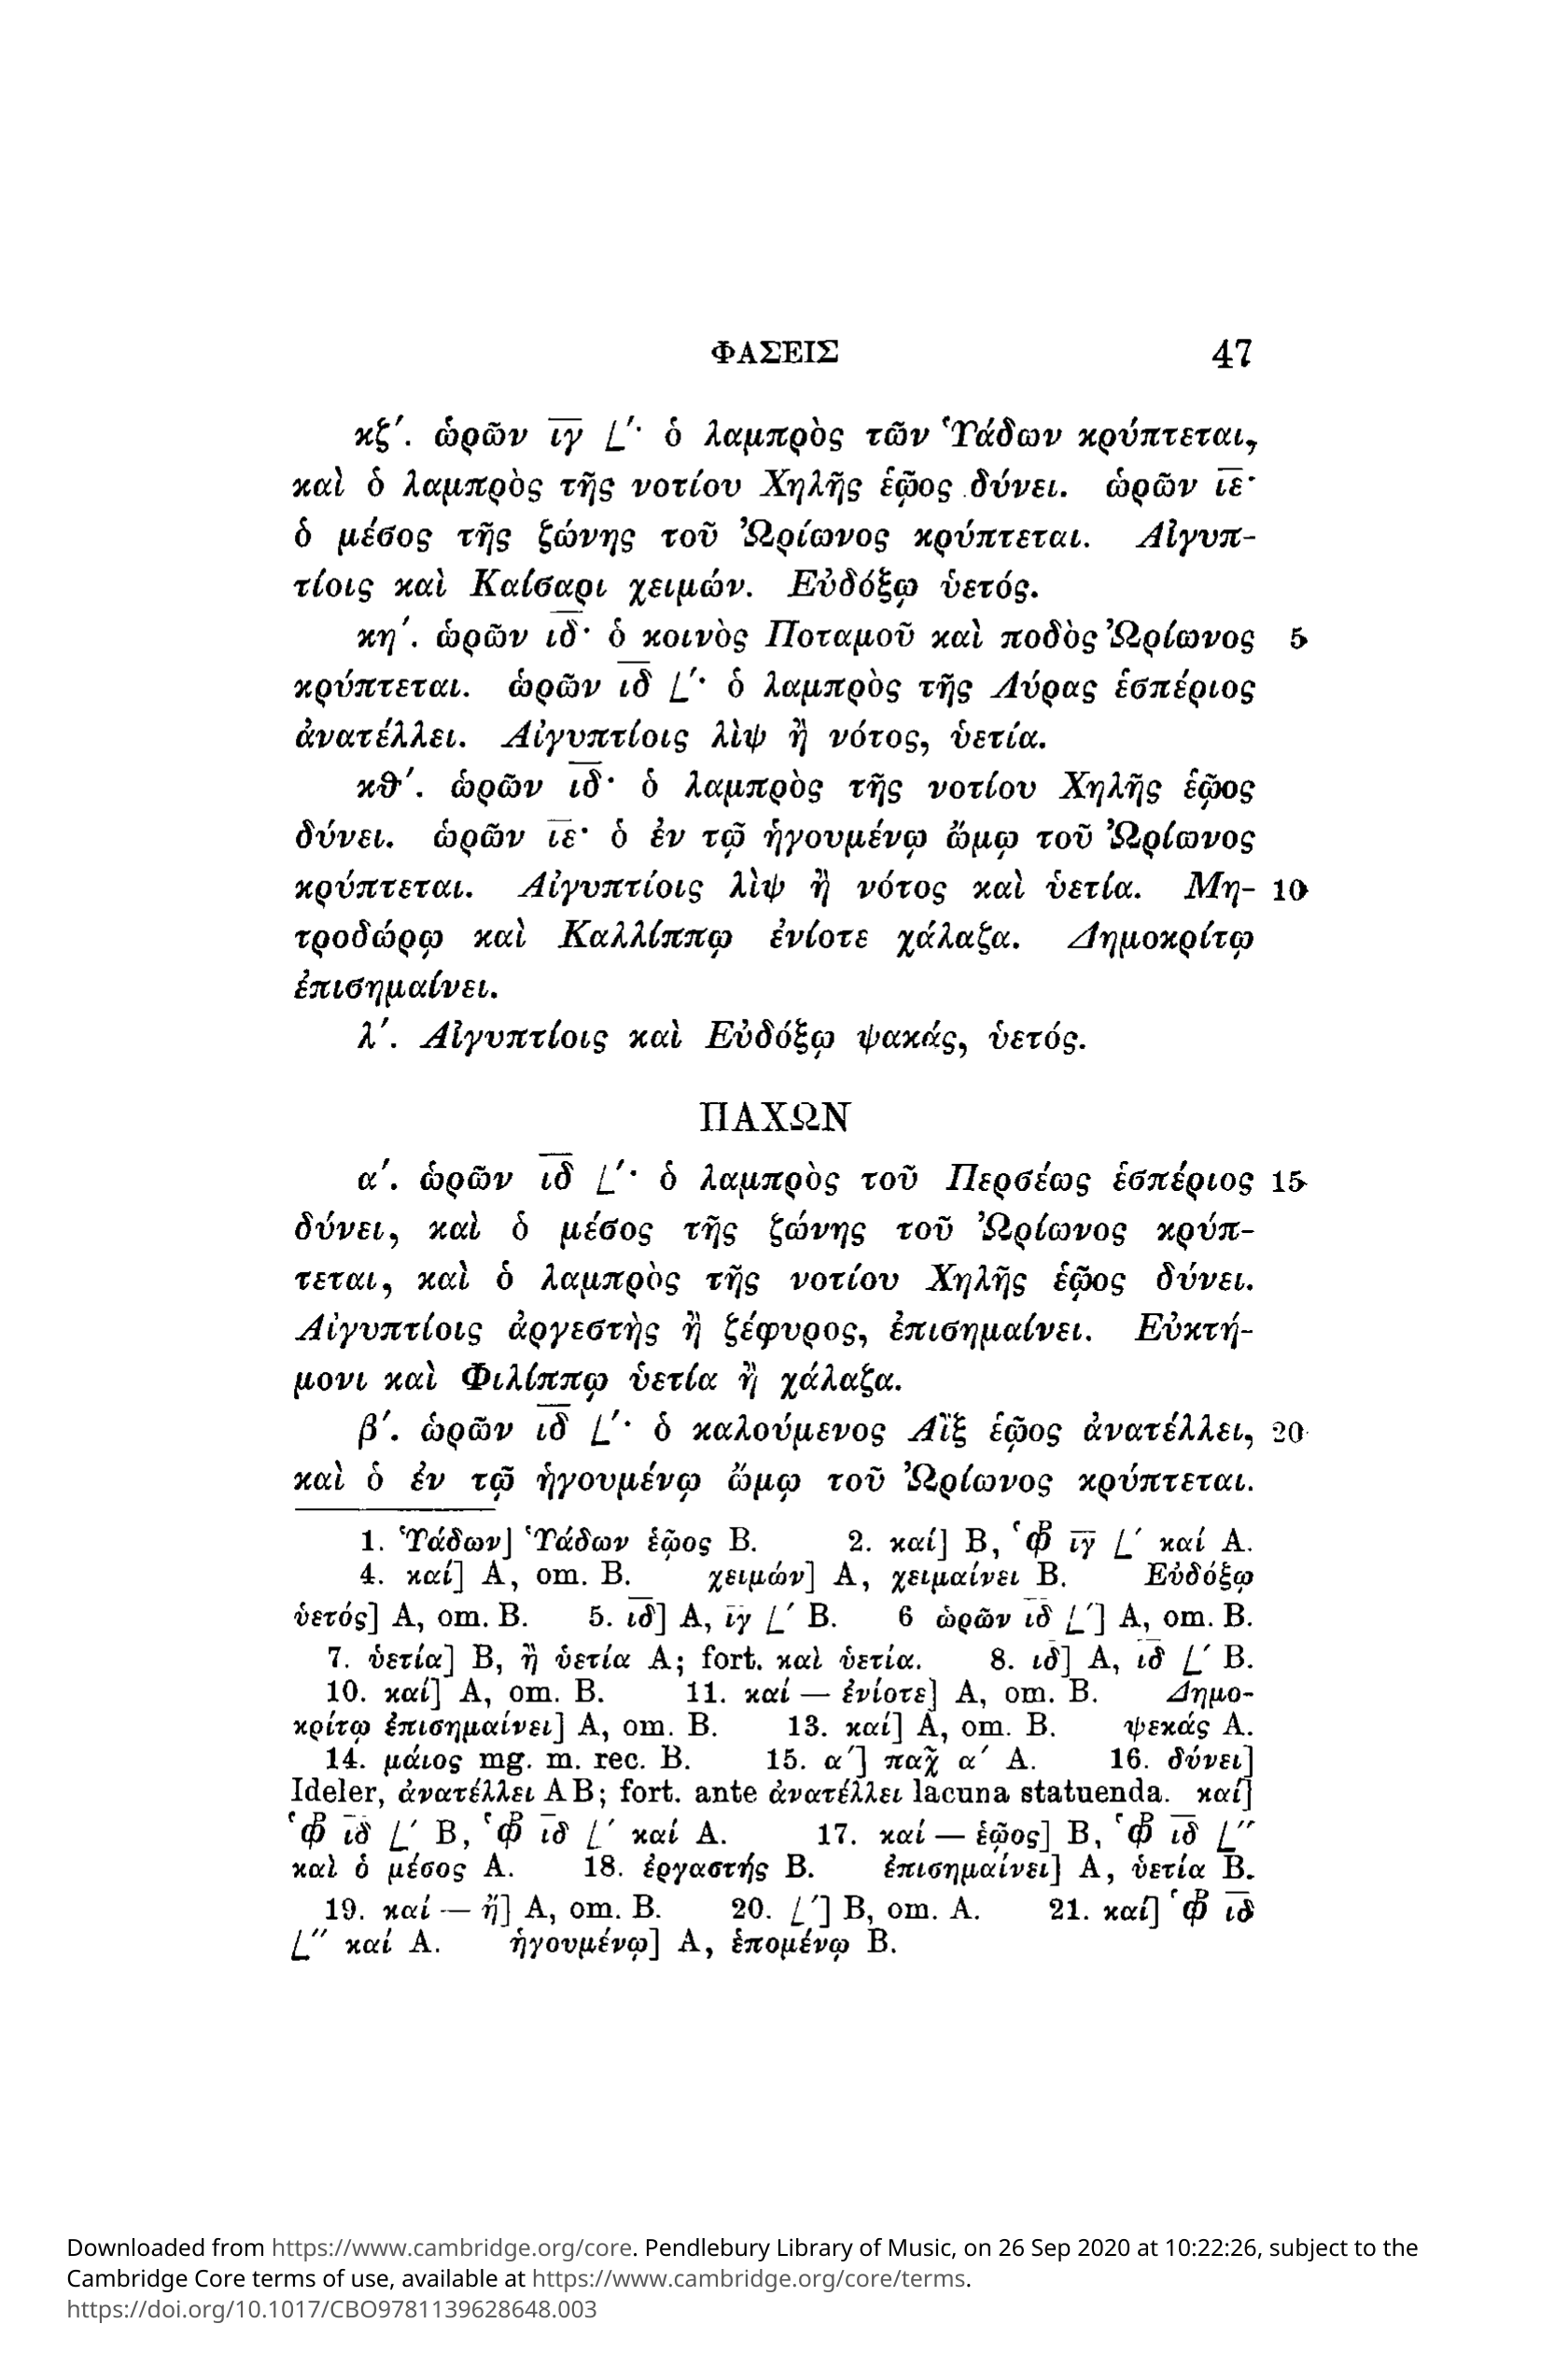 ΦΑΣΕΙΣ 47
κζ′. ὡρῶν ιγ L′· ὁ λαμπρὸς τῶν Ὑάδων κρύπτεται,
καὶ ὁ λαμπρὸς τῆς νοτίου Χηλῆς ἑῷος δύνει. ὡρῶν ιε·
ὁ μέσος τῆς ζώνης τοῦ Ὠρίωνος κρύπτεται. Αἰγυπ-
τίοις καὶ Καίσαρι χειμών. Εὐδόξῳ ὑετός.
κη′. ὡρῶν ιδ· ὁ κοινὸς Ποταμοῦ καὶ ποδὸς Ὠρίωνος 5
κρύπτεται. ὡρῶν ιδ L′· ὁ λαμπρὸς τῆς Λύρας ἑσπέριος
ἀνατέλλει. Αἰγυπτίοις λὶψ ἢ νότος, ὑετία.
κθ′. ὡρῶν ιδ· ὁ λαμπρὸς τῆς νοτίου Χηλῆς ἑῷος
δύνει. ὡρῶν ιε· ὁ ἐν τῷ ἡγουμένῳ ὤμῳ τοῦ Ὠρίωνος
κρύπτεται. Αἰγυπτίοις λὶψ ἢ νότος καὶ ὑετία. Μη- 10
τροδώρῳ καὶ Καλλίππῳ ἐνίοτε χάλαζα. Δημοκρίτῳ
ἐπισημαίνει.
λ′. Αἰγυπτίοις καὶ Εὐδόξῳ ψακάς, ὑετός.
ΠΑΧΩΝ
α′. ὡρῶν ιδ L′· ὁ λαμπρὸς τοῦ Περσέως ἑσπέριος 15
δύνει, καὶ ὁ μέσος τῆς ζώνης τοῦ Ὠρίωνος κρύπ-
τεται, καὶ ὁ λαμπρὸς τῆς νοτίου Χηλῆς ἑῷος δύνει.
Αἰγυπτίοις ἀργεστὴς ἢ ζέφυρος, ἐπισημαίνει. Εὐκτή-
μονι καὶ Φιλίππῳ ὑετία ἢ χάλαζα.
β′. ὡρῶν ιδ L′· ὁ καλούμενος Αἲξ ἑῷος ἀνατέλλει, 20
καὶ ὁ ἐν τῷ ἡγουμένῳ ὤμῳ τοῦ Ὠρίωνος κρύπτεται.
1. Ὑάδων] Ὑάδων ἑῷος B. 2. καί] B, ‘φβ ιγ L′ καί A.
4. καί] A, om. B. χειμών] A, χειμαίνει B. Εὐδόξῳ
ὑετός] A, om. B. 5. ιδ] A, ιγ L′ B. 6 ὡρῶν ιδ L′] A, om. B.
7. ὑετία] B, ἢ ὑετία A; fort. καὶ ὑετία. 8. ιδ] A, ιδ L′ B.
10. καί] A, om. B. 11. καί — ἐνίοτε] A, om. B. Δημο-
κρίτῳ ἐπισημαίνει] A, om. B. 13. καί] A, om. B. ψεκάς A.
14. μάιος mg. m. rec. B. 15. α′] παχ͂ α′ A. 16. δύνει]
Ideler, ἀνατέλλει AB; fort. ante ἀνατέλλει lacuna statuenda. καί]
‘φβ ιδ L′ B, ‘φβ ιδ L′ καί A. 17. καί — ἑῷος] B, ‘φβ ιδ L″
καὶ ὁ μέσος A. 18. ἐργαστής B. ἐπισημαίνει] A, ὑετία B.
19. καί — ἤ] A, om. B. 20. L′] B, om. A. 21. καί] ‘φβ ιδ
L″ καί A. ἡγουμένῳ] A, ἑπομένῳ B.
Downloaded from https://www.cambridge.org/core. Pendlebury Library of Music, on 26 Sep 2020 at 10:22:26, subject to the
Cambridge Core terms of use, available at https://www.cambridge.org/core/terms.
https://doi.org/10.1017/CBO9781139628648.003